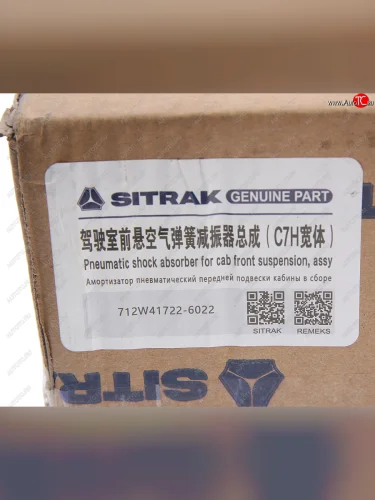 www.AutoTC.ru
SITRAK GENUINE PART
驾驶室前悬空气弹簧减振器总成（C7H宽体）
Pneumatic shock absorber for cab front suspension, assy
Амортизатор пневматический передней подвески кабины в сборе
712W41722-6022
SITRAK REMEKS
SITR